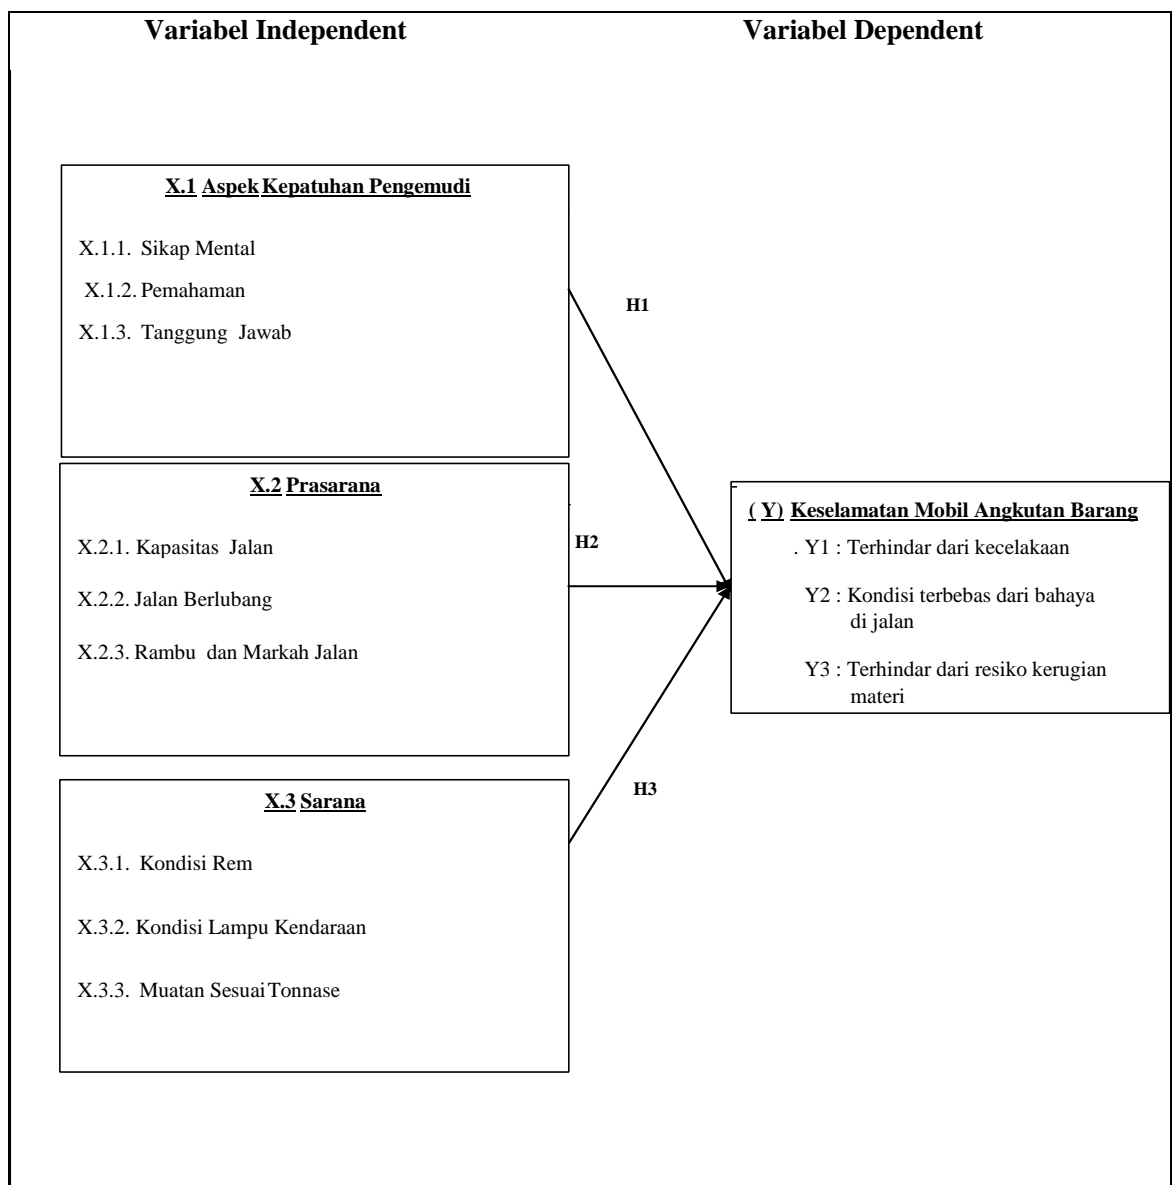 Variabel Independent
Variabel Dependent
X.1 Aspek Kepatuhan Pengemudi
X.1.1. Sikap Mental
X.1.2. Pemahaman
X.1.3. Tanggung Jawab
H1
X.2 Prasarana
X.2.1. Kapasitas Jalan
X.2.2. Jalan Berlubang
X.2.3. Rambu dan Markah Jalan
H2
X.3 Sarana
X.3.1. Kondisi Rem
X.3.2. Kondisi Lampu Kendaraan
X.3.3. Muatan Sesuai Tonnase
H3
( Y) Keselamatan Mobil Angkutan Barang
. Y1 : Terhindar dari kecelakaan
Y2 : Kondisi terbebas dari bahaya
di jalan
Y3 : Terhindar dari resiko kerugian
materi